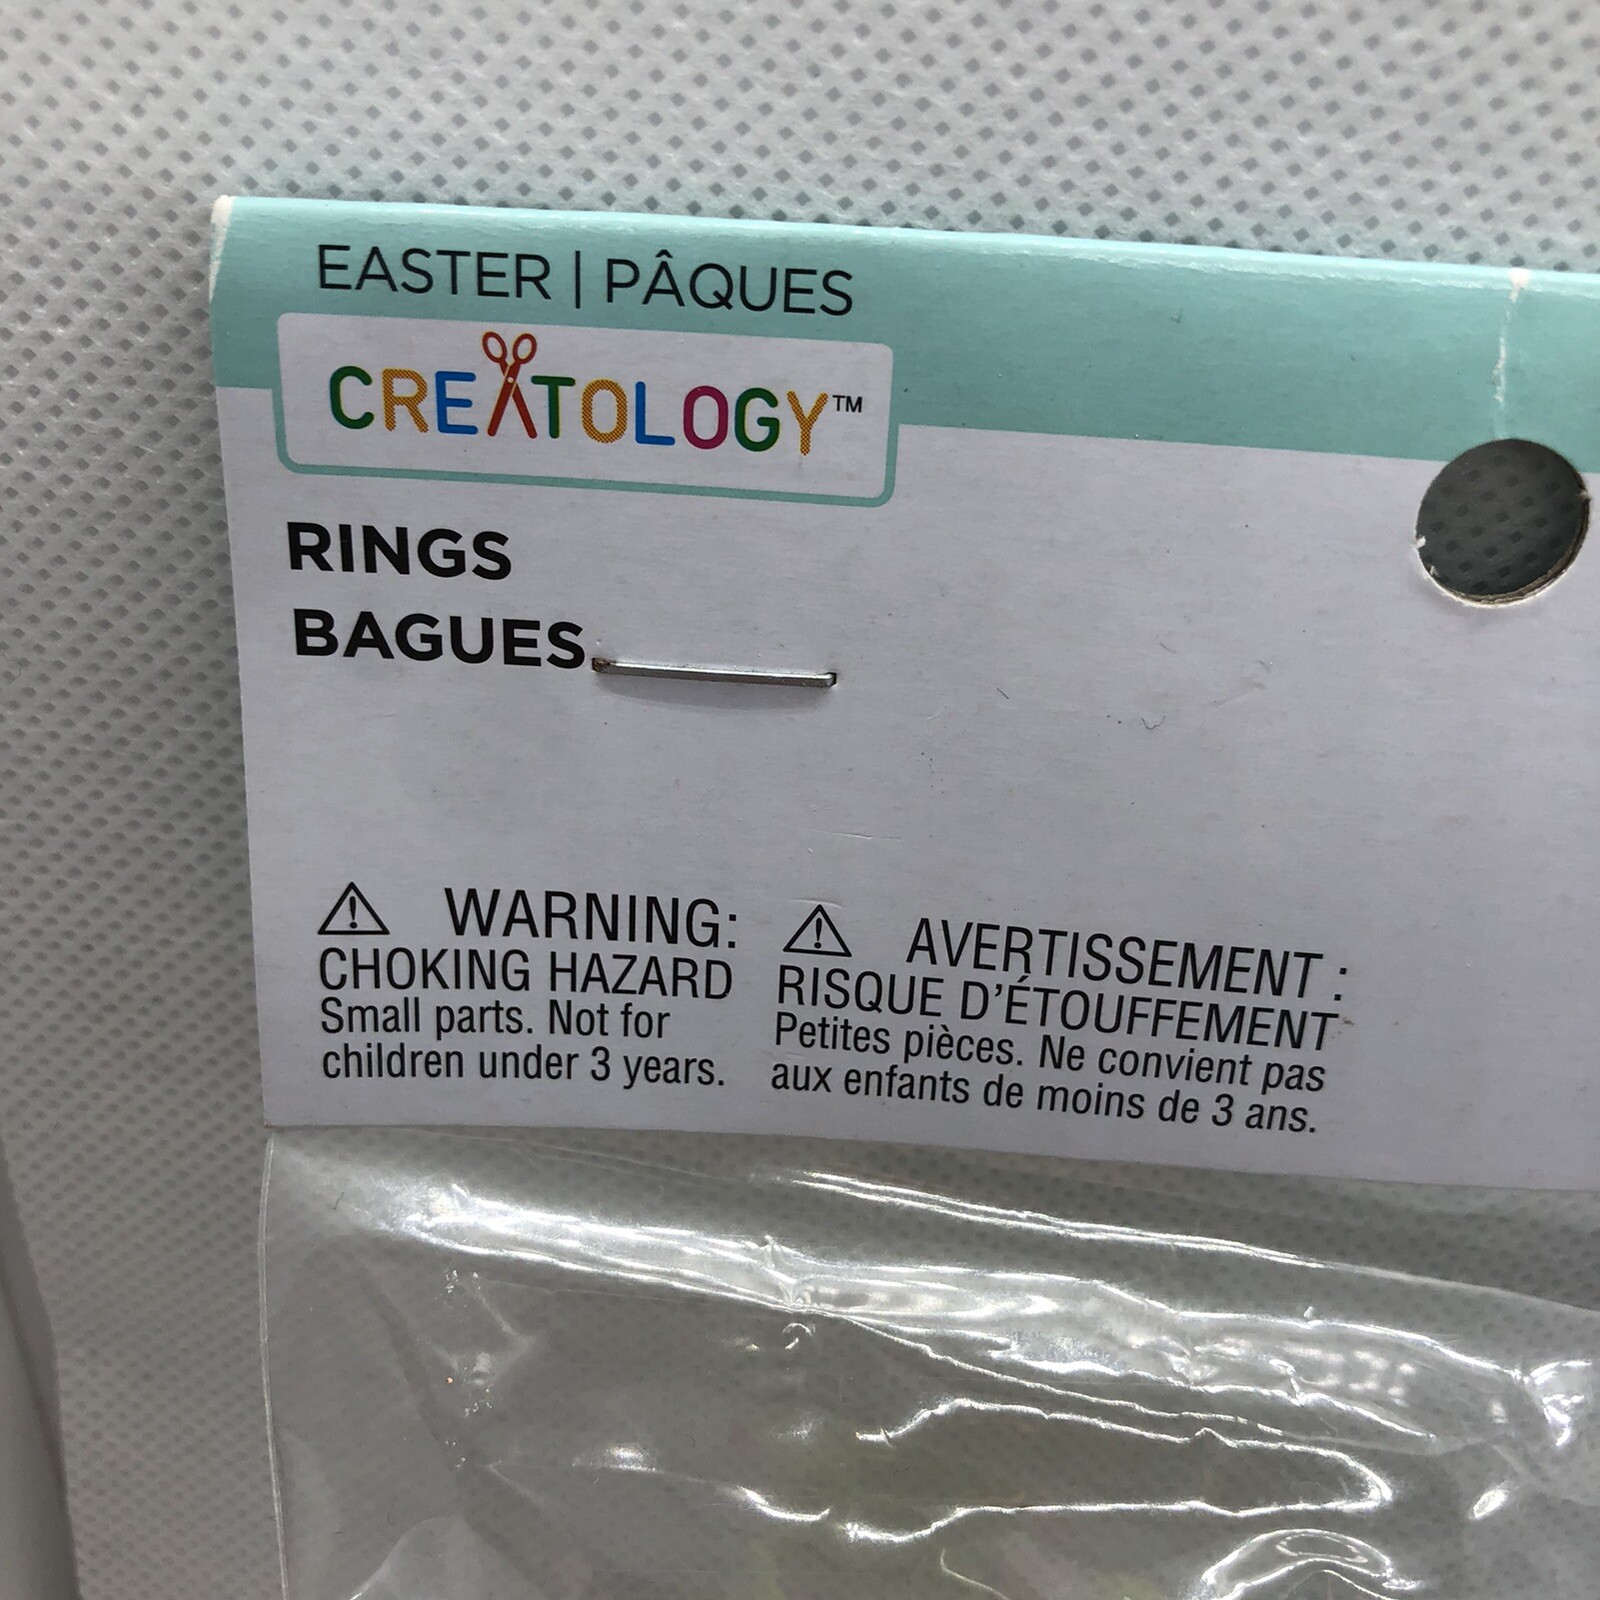 EASTER | PÂQUES
CREATOLOGY™
RINGS
BAGUES
WARNING:
CHOKING HAZARD
Small parts. Not for
children under 3 years.
AVERTISSEMENT :
RISQUE D'ÉTOUFFEMENT
Petites pièces. Ne convient pas
aux enfants de moins de 3 ans.